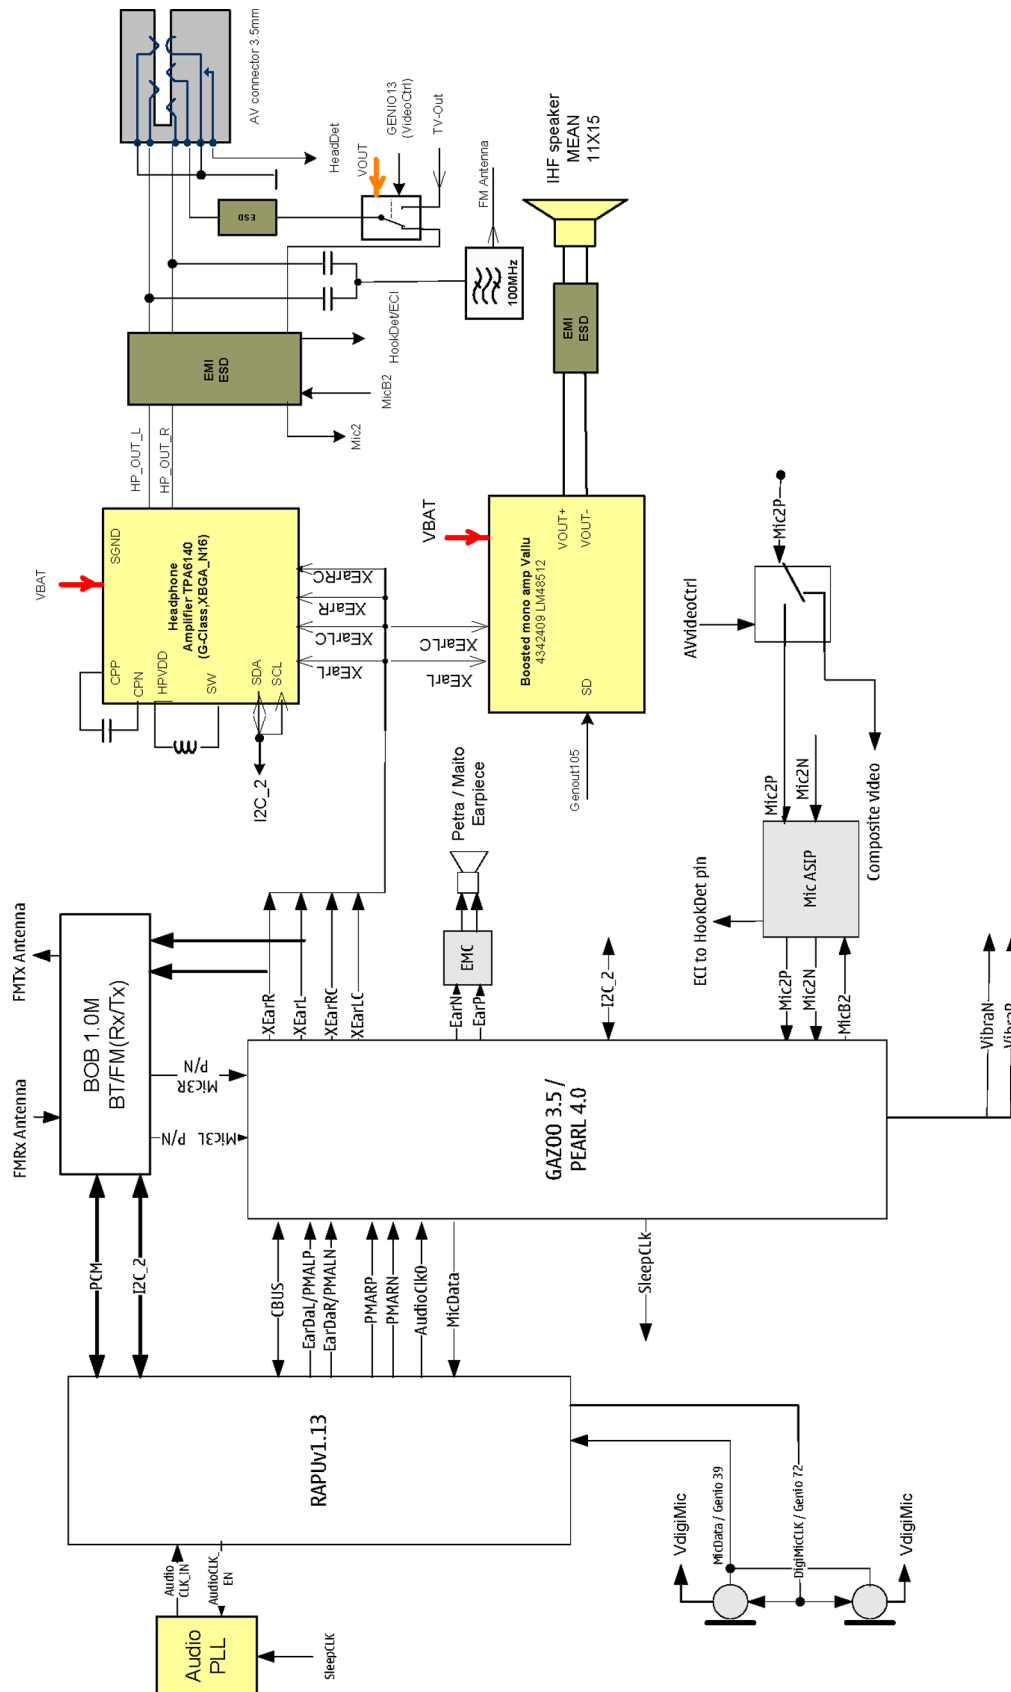 AV connector 3.5mm
HeadDet
VOUT
GENIO13
(VideoCtrl)
TV-Out
ESD
FM Antenna
100MHz
IHF speaker
MEAN
11X15
EMI
ESD
EMI
ESD
HookDet/ECI
MicB2
Mic2
HP_OUT_L
HP_OUT_R
VBAT
SGND
Headphone
Amplifier TPA6140
(G-Class,XBGA_N16)
CPP
CPN
HPVDD
SW
SDA
SCL
I2C_2
XEarRC
XEarR
XEarLC
XEarL
XEarLC
XEarL
VBAT
VOUT+
VOUT-
Boosted mono amp Vallu
4342409 LM48512
SD
Genout105
Mic2P
AVvideoCtrl
Mic2P
Mic2N
Composite video
Mic ASIP
ECI to HookDet pin
Mic2P
Mic2N
MicB2
Petra / Maito
Earpiece
EMC
EarN
EarP
I2C_2
XEarR
XEarL
XEarRC
XEarLC
FMTx Antenna
FMRx Antenna
BOB 1.0M
BT/FM(Rx/Tx)
Mic3R
P/N
Mic3L P/N
GAZOO 3.5 /
PEARL 4.0
VibraN
VibraP
PCM
I2C_2
CBUS
EarDaL/PMALP
EarDaR/PMALN
PMARP
PMARN
AudioClk0
MicData
SleepCLk
RAPUv1.13
Audio
CLK_IN
AudioCLK_
EN
Audio
PLL
SleepCLK
VdigiMic
MicData / Genio 39
DigiMicCLK / Genio 72
VdigiMic